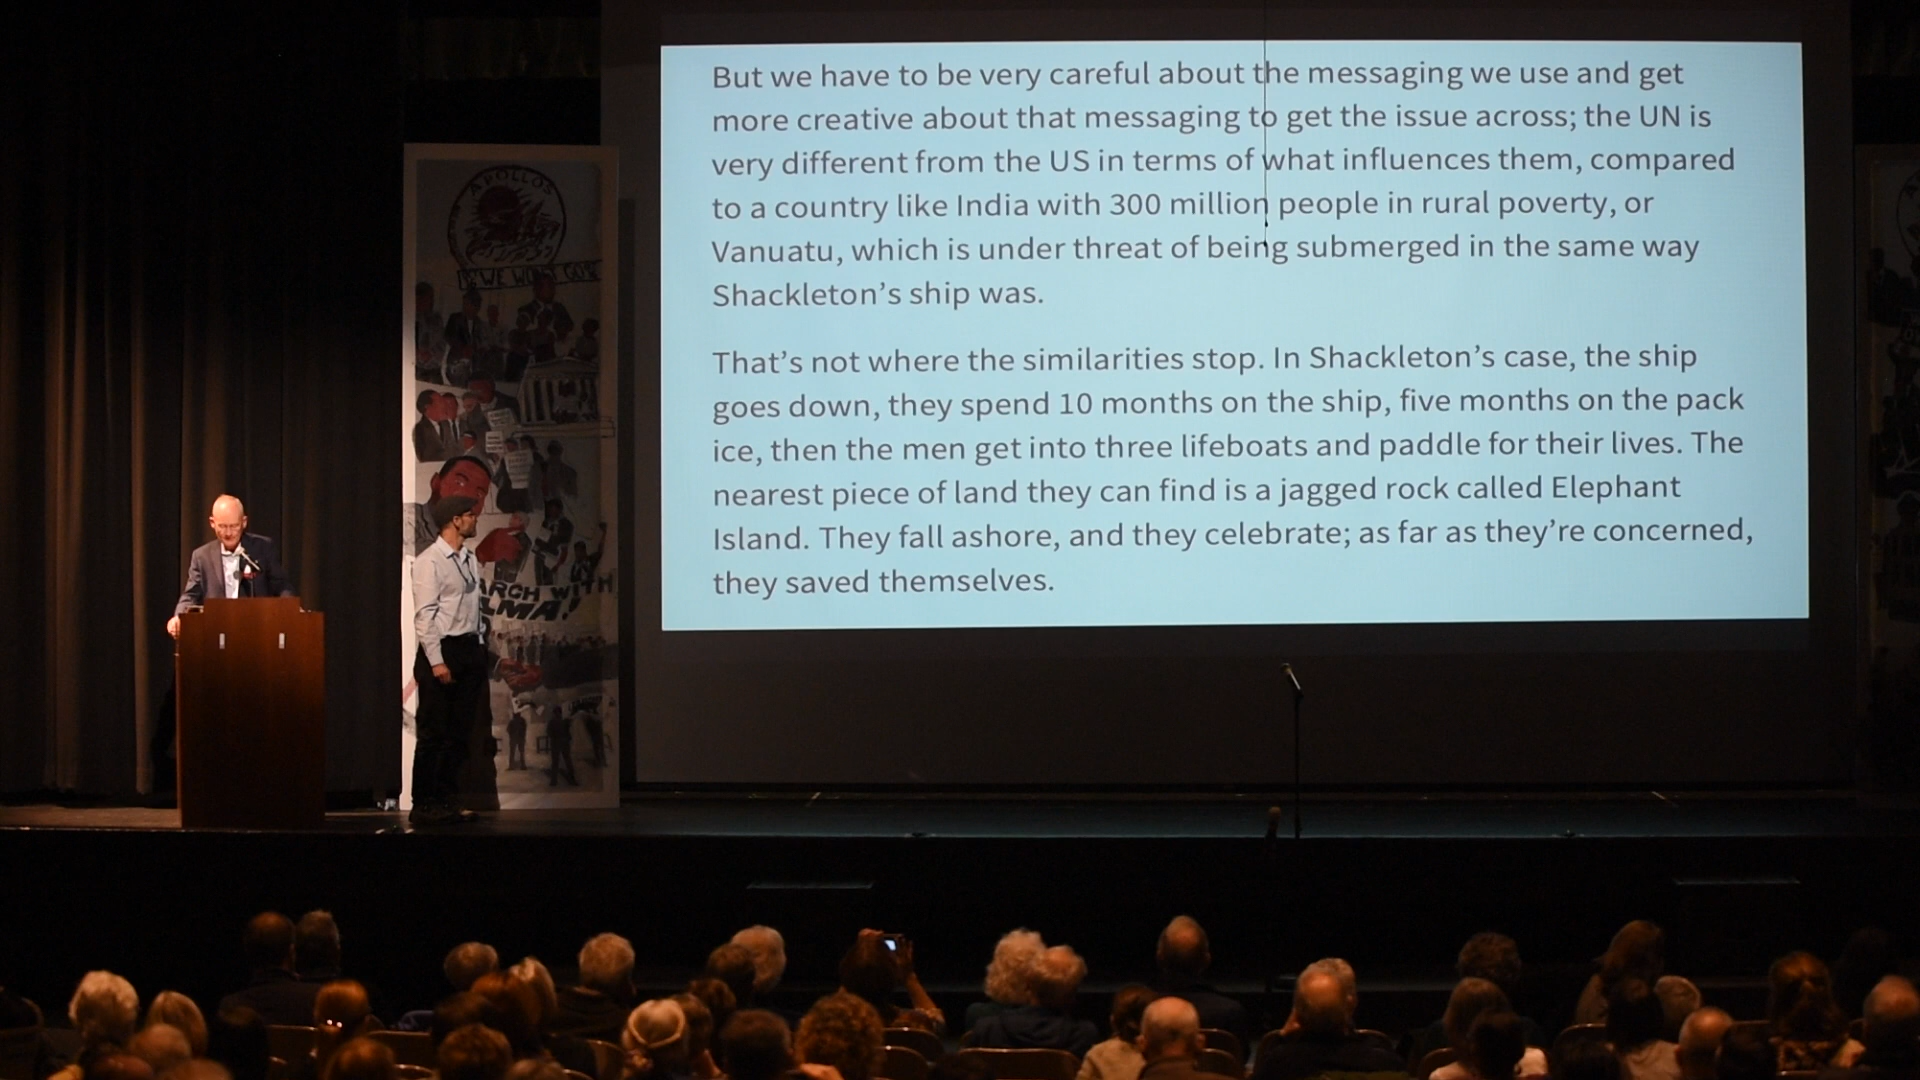 But we have to be very careful about the messaging we use and get
more creative about that messaging to get the issue across; the UN is
very different from the US in terms of what influences them, compared
to a country like India with 300 million people in rural poverty, or
Vanuatu, which is under threat of being submerged in the same way
Shackleton’s ship was.
That’s not where the similarities stop. In Shackleton’s case, the ship
goes down, they spend 10 months on the ship, five months on the pack
ice, then the men get into three lifeboats and paddle for their lives. The
nearest piece of land they can find is a jagged rock called Elephant
Island. They fall ashore, and they celebrate; as far as they’re concerned,
they saved themselves.
APOLLOS
WE WON'T GO
ARCH WITH
LMA!